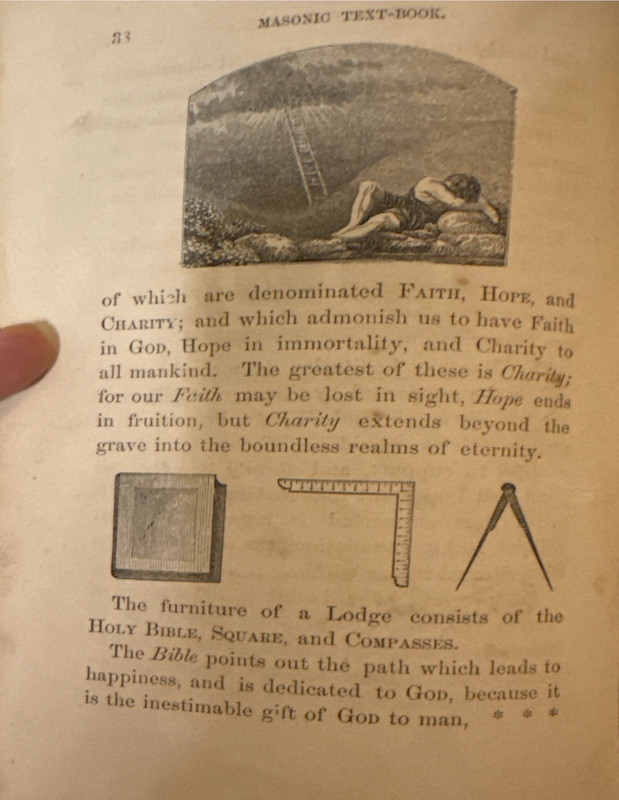 83
MASONIC TEXT-BOOK.
of which are denominated FAITH, HOPE, and
CHARITY; and which admonish us to have Faith
in GOD, Hope in immortality, and Charity to
all mankind. The greatest of these is Charity;
for our Faith may be lost in sight, Hope ends
in fruition, but Charity extends beyond the
grave into the boundless realms of eternity.
The furniture of a Lodge consists of the
HOLY BIBLE, SQUARE, and COMPASSES.
The Bible points out the path which leads to
happiness, and is dedicated to GOD, because it
is the inestimable gift of GOD to man, * * *